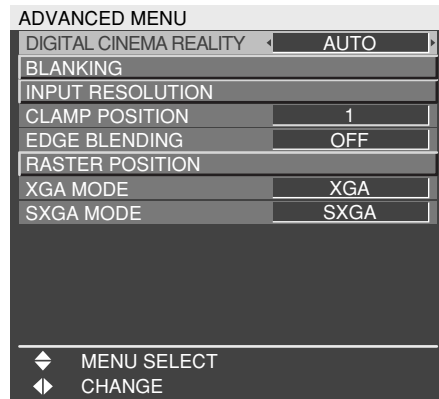 ADVANCED MENU
DIGITAL CINEMA REALITY AUTO
BLANKING
INPUT RESOLUTION
CLAMP POSITION 1
EDGE BLENDING OFF
RASTER POSITION
XGA MODE XGA
SXGA MODE SXGA
MENU SELECT
CHANGE